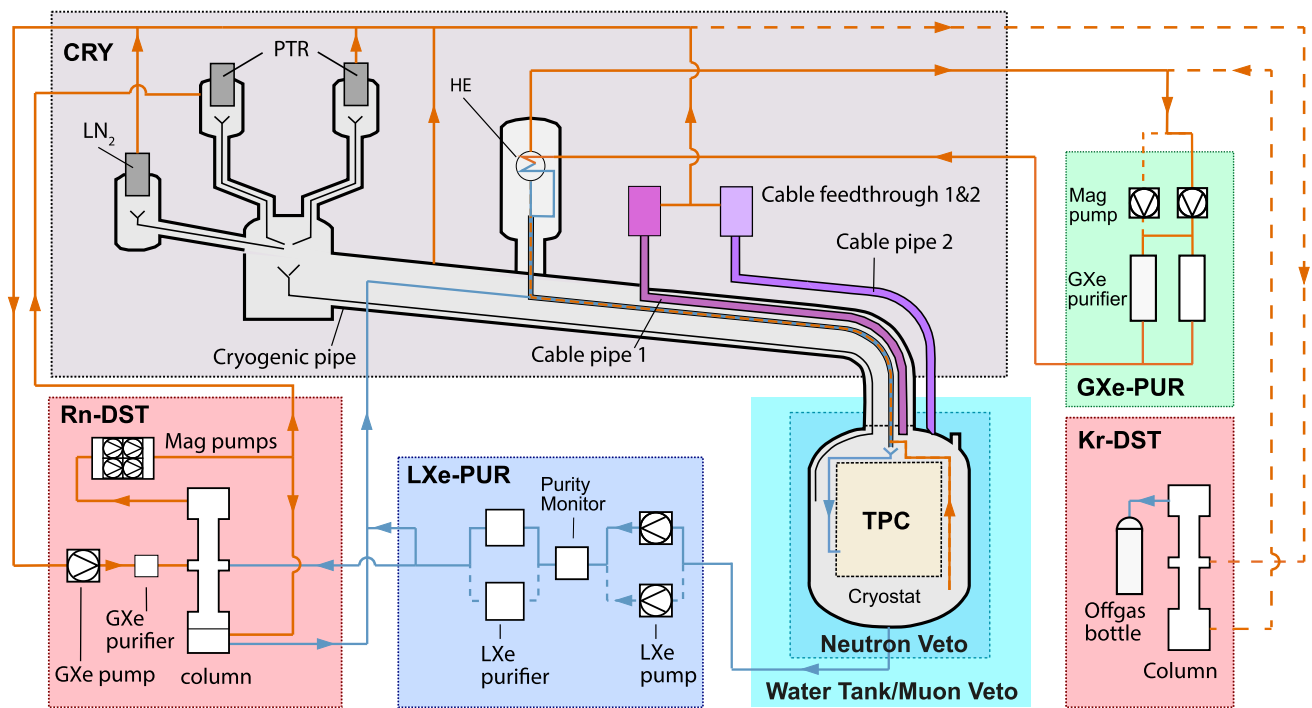 CRY
PTR
HE
LN2
Cable feedthrough 1&2
Cable pipe 2
Cable pipe 1
Cryogenic pipe
Mag
pump
GXe
purifier
GXe-PUR
Rn-DST
Mag pumps
GXe
purifier
GXe pump
column
LXe-PUR
Purity
Monitor
LXe
purifier
LXe
pump
TPC
Cryostat
Neutron Veto
Water Tank/Muon Veto
Kr-DST
Offgas
bottle
Column